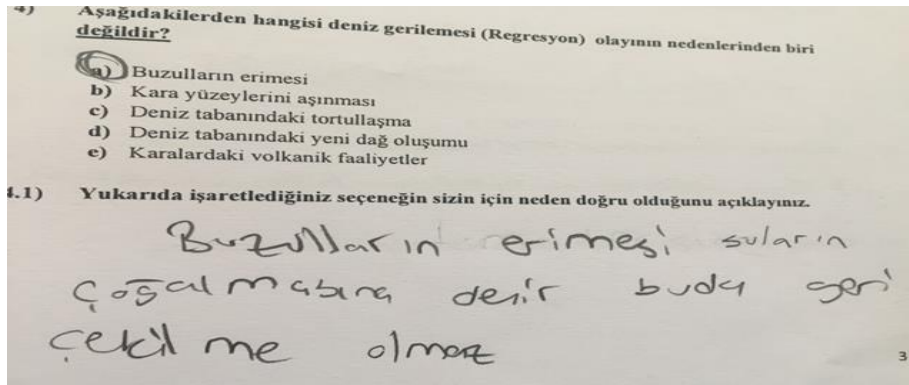 4) Aşağıdakilerden hangisi deniz gerilemesi (Regresyon) olayının nedenlerinden biri
değildir?
a) Buzulların erimesi
b) Kara yüzeylerini aşınması
c) Deniz tabanındaki tortullaşma
d) Deniz tabanındaki yeni dağ oluşumu
e) Karalardaki volkanik faaliyetler
4.1) Yukarıda işaretlediğiniz seçeneğin sizin için neden doğru olduğunu açıklayınız.
Buzulların erimesi suların
çoğalmasına denir buda geri
çekilme olmaz
3